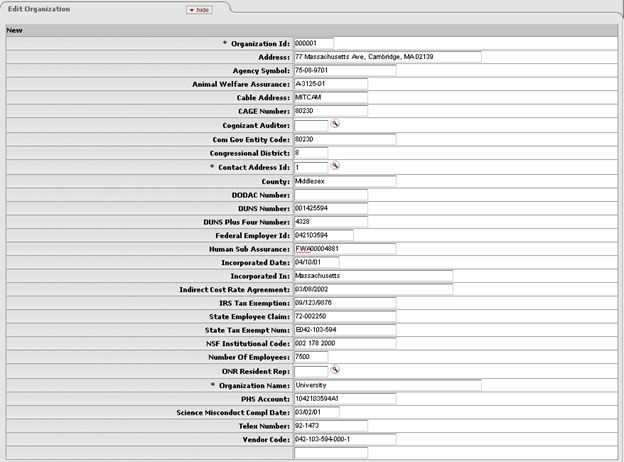 Edit Organization ▼ hide
New
* Organization Id: 000001
Address: 77 Massachusetts Ave, Cambridge, MA 02139
Agency Symbol: 75-08-9701
Animal Welfare Assurance: A-3125-01
Cable Address: MITCAM
CAGE Number: 80230
Cognizant Auditor:
Com Gov Entity Code: 80230
Congressional District: 8
* Contact Address Id: 1
County: Middlesex
DODAC Number:
DUNS Number: 001425594
DUNS Plus Four Number: 4328
Federal Employer Id: 042103594
Human Sub Assurance: FWA00004881
Incorporated Date: 04/10/01
Incorporated In: Massachusetts
Indirect Cost Rate Agreement: 03/08/2002
IRS Tax Exemption: 09/123/9876
State Employee Claim: 72-002250
State Tax Exempt Num: E042-103-594
NSF Institutional Code: 002 178 2000
Number Of Employees: 7500
ONR Resident Rep:
* Organization Name: University
PHS Account: 1042103594A1
Science Misconduct Compl Date: 03/02/01
Telex Number: 92-1473
Vendor Code: 042-103-594-000-1